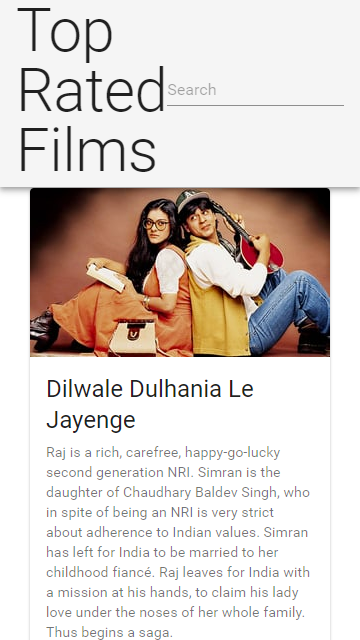 Top
Rated
Films
Search
Dilwale Dulhania Le
Jayenge
Raj is a rich, carefree, happy-go-lucky
second generation NRI. Simran is the
daughter of Chaudhary Baldev Singh, who
in spite of being an NRI is very strict
about adherence to Indian values. Simran
has left for India to be married to her
childhood fiancé. Raj leaves for India with
a mission at his hands, to claim his lady
love under the noses of her whole family.
Thus begins a saga.